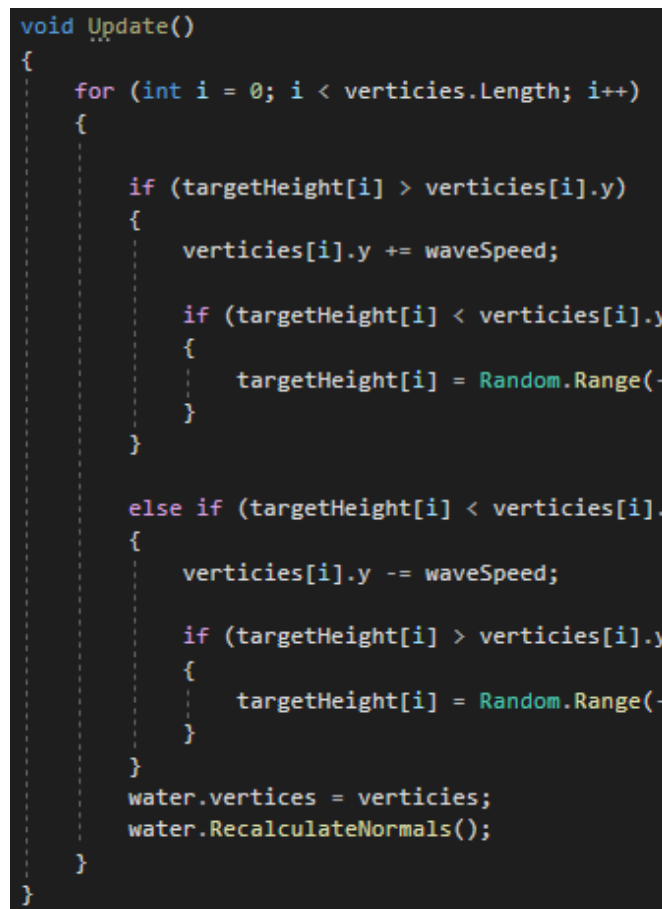 void Update()
{
for (int i = 0; i < verticies.Length; i++)
{
if (targetHeight[i] > verticies[i].y)
{
verticies[i].y += waveSpeed;
if (targetHeight[i] < verticies[i].y
{
targetHeight[i] = Random.Range(-
}
}
else if (targetHeight[i] < verticies[i].
{
verticies[i].y -= waveSpeed;
if (targetHeight[i] > verticies[i].y
{
targetHeight[i] = Random.Range(-
}
}
water.vertices = verticies;
water.RecalculateNormals();
}
}